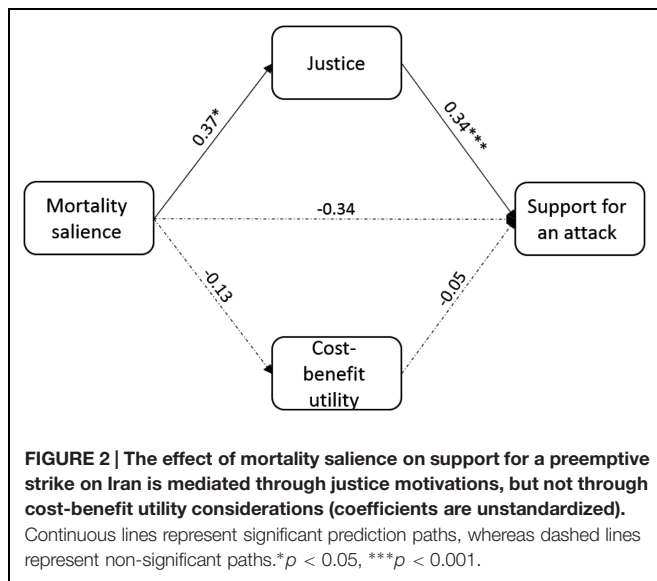 Justice
0.37*
0.34***
Mortality
salience
-0.34
Support for
an attack
-0.13
-0.05
Cost-
benefit
utility
FIGURE 2 | The effect of mortality salience on support for a preemptive
strike on Iran is mediated through justice motivations, but not through
cost-benefit utility considerations (coefficients are unstandardized).
Continuous lines represent significant prediction paths, whereas dashed lines
represent non-significant paths.*p < 0.05, ***p < 0.001.